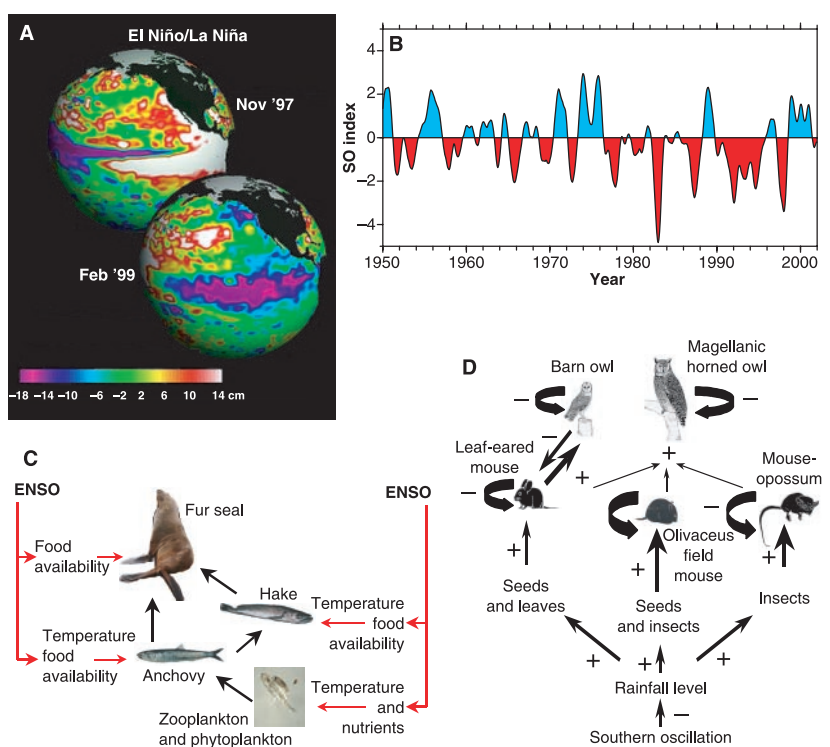 A
El Niño/La Niña
Nov '97
Feb '99
−18 −14 −10 −6 −2 2 6 10 14 cm
B
4
2
0
−2
−4
SO index
1950 1960 1970 1980 1990 2000
Year
C
ENSO
ENSO
Fur seal
Food
availability
Hake
Temperature
food
availability
Temperature
food
availability
Anchovy
Zooplankton
and phytoplankton
Temperature
and
nutrients
D
Barn owl
Magellanic
horned owl
−
−
−
Leaf-eared
mouse
+
+
Mouse-
opossum
−
−
Olivaceus
field
mouse
+
+
+
Seeds
and leaves
Seeds
and insects
Insects
+
+
+
Rainfall level
−
Southern oscillation